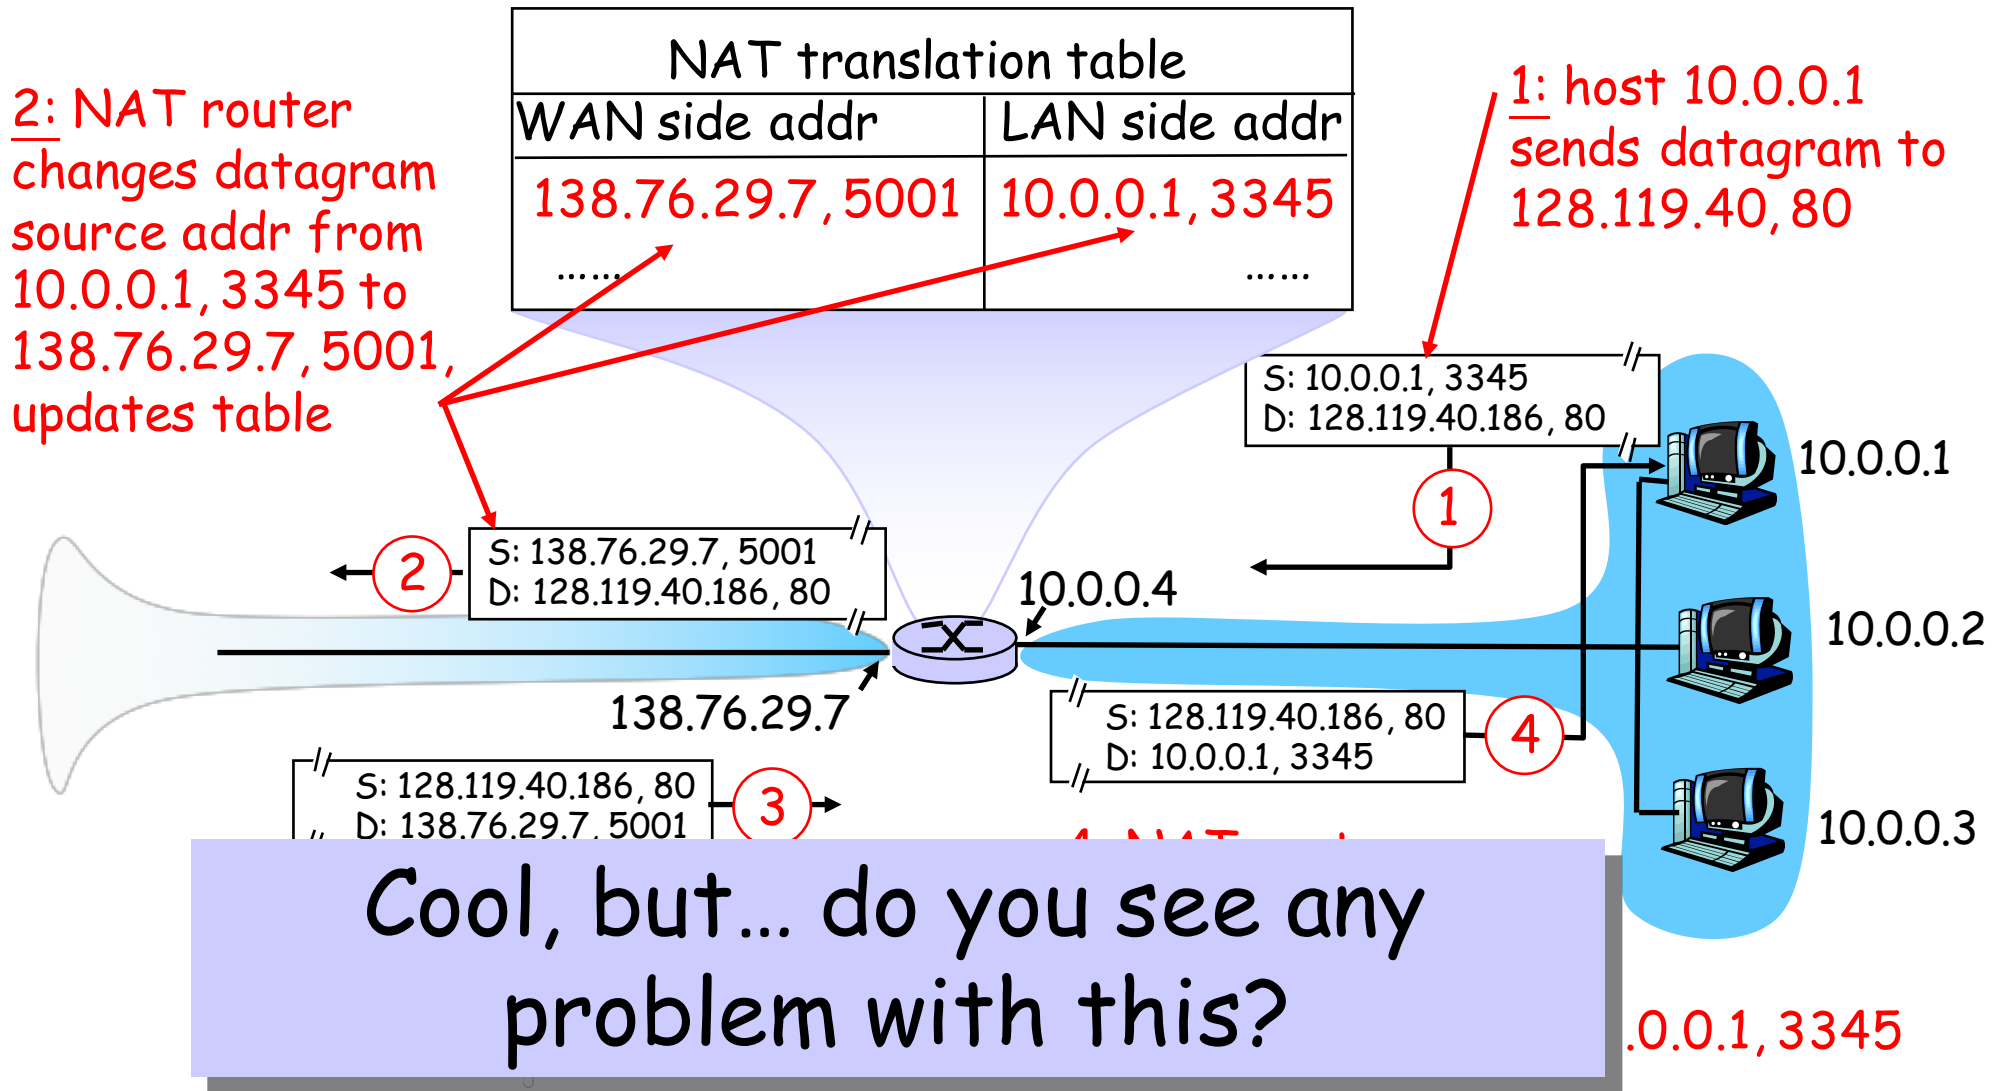 NAT translation table
WAN side addr
LAN side addr
138.76.29.7, 5001
10.0.0.1, 3345
......
......
2: NAT router
changes datagram
source addr from
10.0.0.1, 3345 to
138.76.29.7, 5001,
updates table
1: host 10.0.0.1
sends datagram to
128.119.40, 80
S: 10.0.0.1, 3345
D: 128.119.40.186, 80
1
10.0.0.1
2
S: 138.76.29.7, 5001
D: 128.119.40.186, 80
10.0.0.4
10.0.0.2
138.76.29.7
S: 128.119.40.186, 80
D: 10.0.0.1, 3345
4
S: 128.119.40.186, 80
D: 138.76.29.7, 5001
3
10.0.0.3
4: NAT
Cool, but... do you see any
problem with this?
.0.0.1, 3345